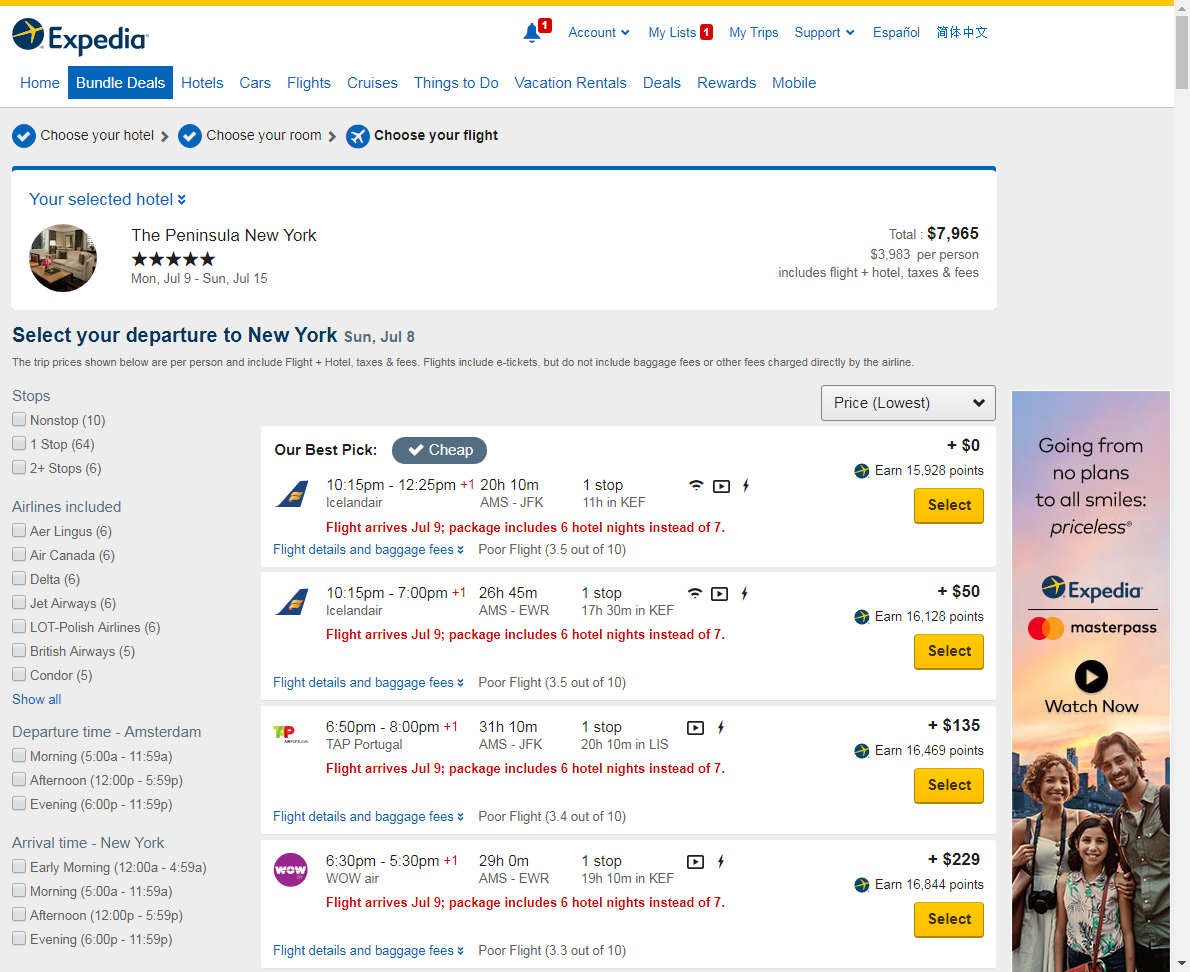 Expedia
1
Account
My Lists 1
My Trips
Support
Español
简体中文
Home
Bundle Deals
Hotels
Cars
Flights
Cruises
Things to Do
Vacation Rentals
Deals
Rewards
Mobile
Choose your hotel
Choose your room
Choose your flight
Your selected hotel
The Peninsula New York
Mon, Jul 9 - Sun, Jul 15
Total : $7,965
$3,983 per person
includes flight + hotel, taxes & fees
Select your departure to New York Sun, Jul 8
The trip prices shown below are per person and include Flight + Hotel, taxes & fees. Flights include e-tickets, but do not include baggage fees or other fees charged directly by the airline.
Stops
Nonstop (10)
1 Stop (64)
2+ Stops (6)
Airlines included
Aer Lingus (6)
Air Canada (6)
Delta (6)
Jet Airways (6)
LOT-Polish Airlines (6)
British Airways (5)
Condor (5)
Show all
Departure time - Amsterdam
Morning (5:00a - 11:59a)
Afternoon (12:00p - 5:59p)
Evening (6:00p - 11:59p)
Arrival time - New York
Early Morning (12:00a - 4:59a)
Morning (5:00a - 11:59a)
Afternoon (12:00p - 5:59p)
Evening (6:00p - 11:59p)
Price (Lowest)
Our Best Pick: Cheap
+ $0
10:15pm - 12:25pm +1 20h 10m 1 stop
Earn 15,928 points
Icelandair AMS - JFK 11h in KEF
Select
Flight arrives Jul 9; package includes 6 hotel nights instead of 7.
Flight details and baggage fees Poor Flight (3.5 out of 10)
10:15pm - 7:00pm +1 26h 45m 1 stop
+ $50
Icelandair AMS - EWR 17h 30m in KEF
Earn 16,128 points
Flight arrives Jul 9; package includes 6 hotel nights instead of 7.
Select
Flight details and baggage fees Poor Flight (3.5 out of 10)
TAP
6:50pm - 8:00pm +1 31h 10m 1 stop
+ $135
TAP Portugal AMS - JFK 20h 10m in LIS
Earn 16,469 points
Flight arrives Jul 9; package includes 6 hotel nights instead of 7.
Select
Flight details and baggage fees Poor Flight (3.4 out of 10)
WOW
6:30pm - 5:30pm +1 29h 0m 1 stop
+ $229
WOW air AMS - EWR 19h 10m in KEF
Earn 16,844 points
Flight arrives Jul 9; package includes 6 hotel nights instead of 7.
Select
Flight details and baggage fees Poor Flight (3.3 out of 10)
Going from
no plans
to all smiles:
priceless®
Expedia
masterpass
Watch Now